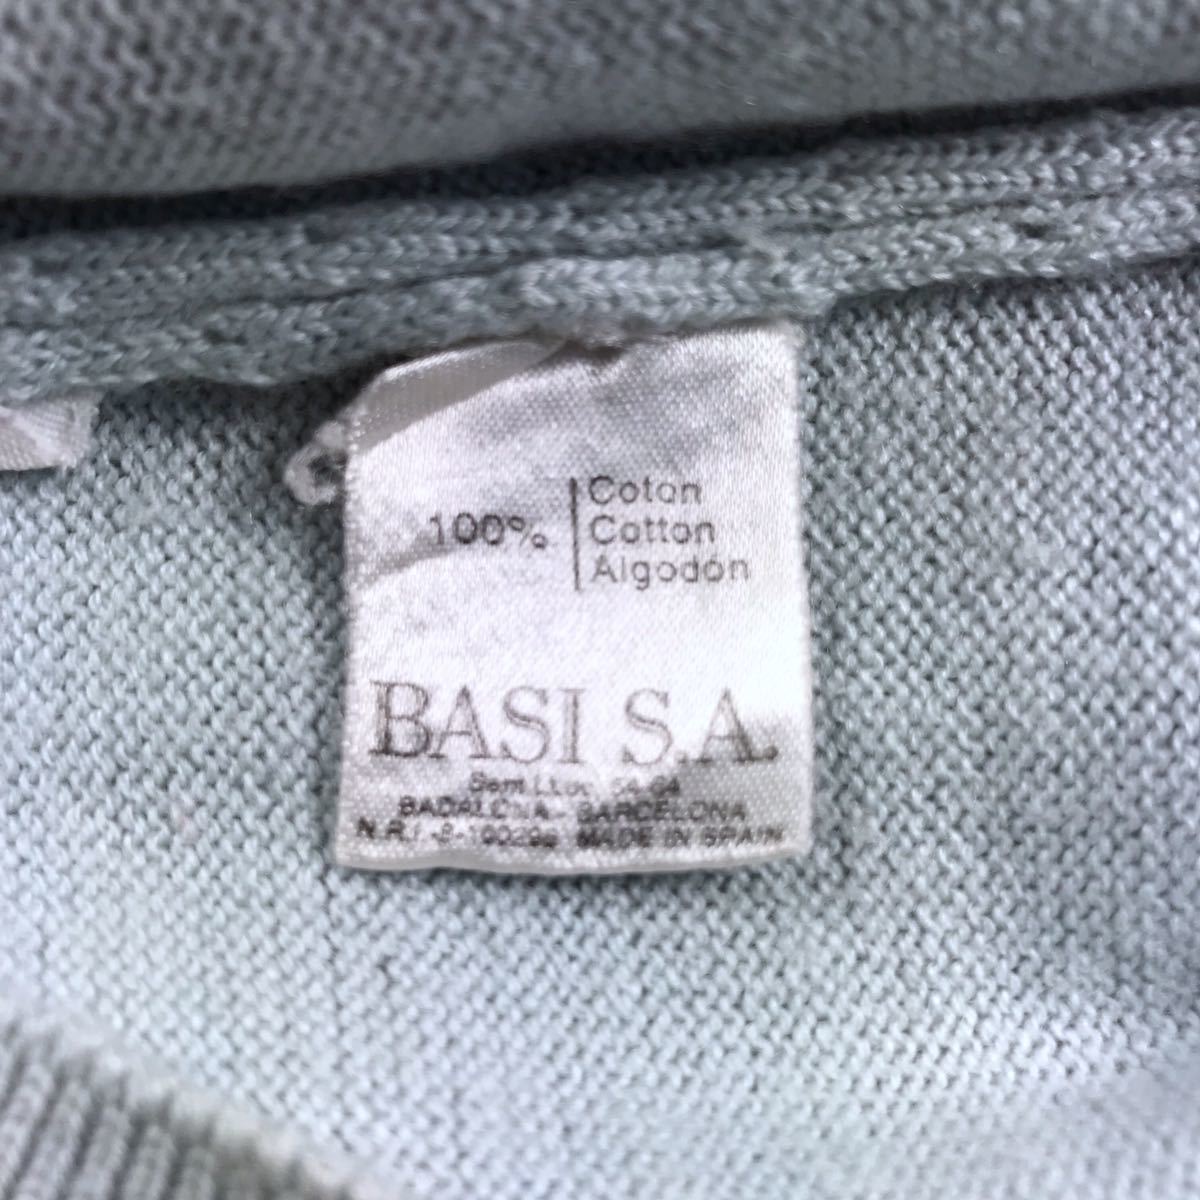 100%
Coton
Cotton
Algodón
BASI S.A.
BADALONA - BARCELONA
MADE IN SPAIN